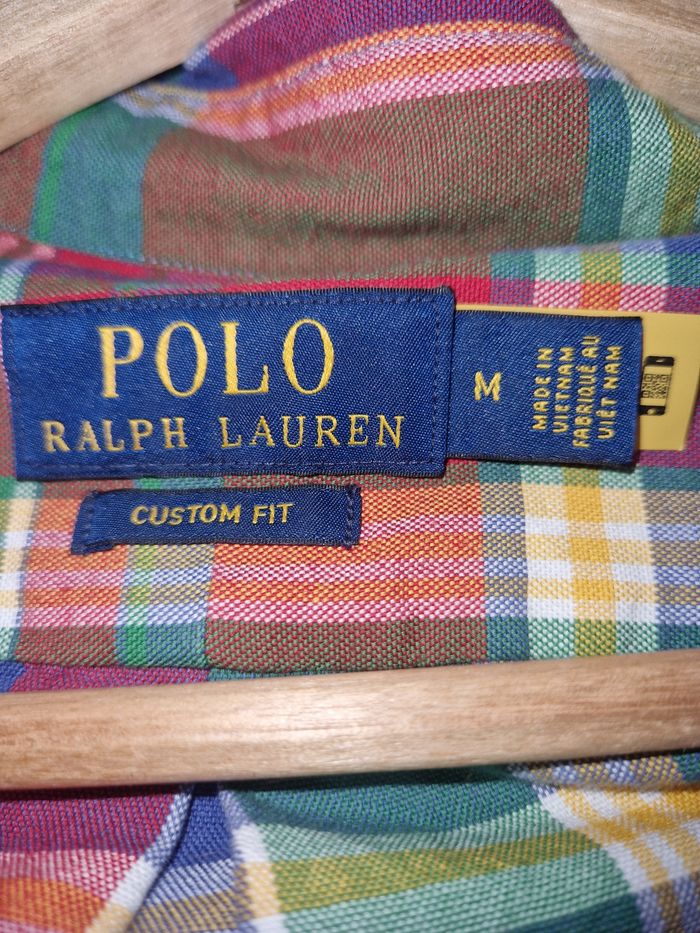 POLO
RALPH LAUREN
M
MADE IN
VIETNAM
FABRIQUÉ AU
VIÊT NAM
CUSTOM FIT